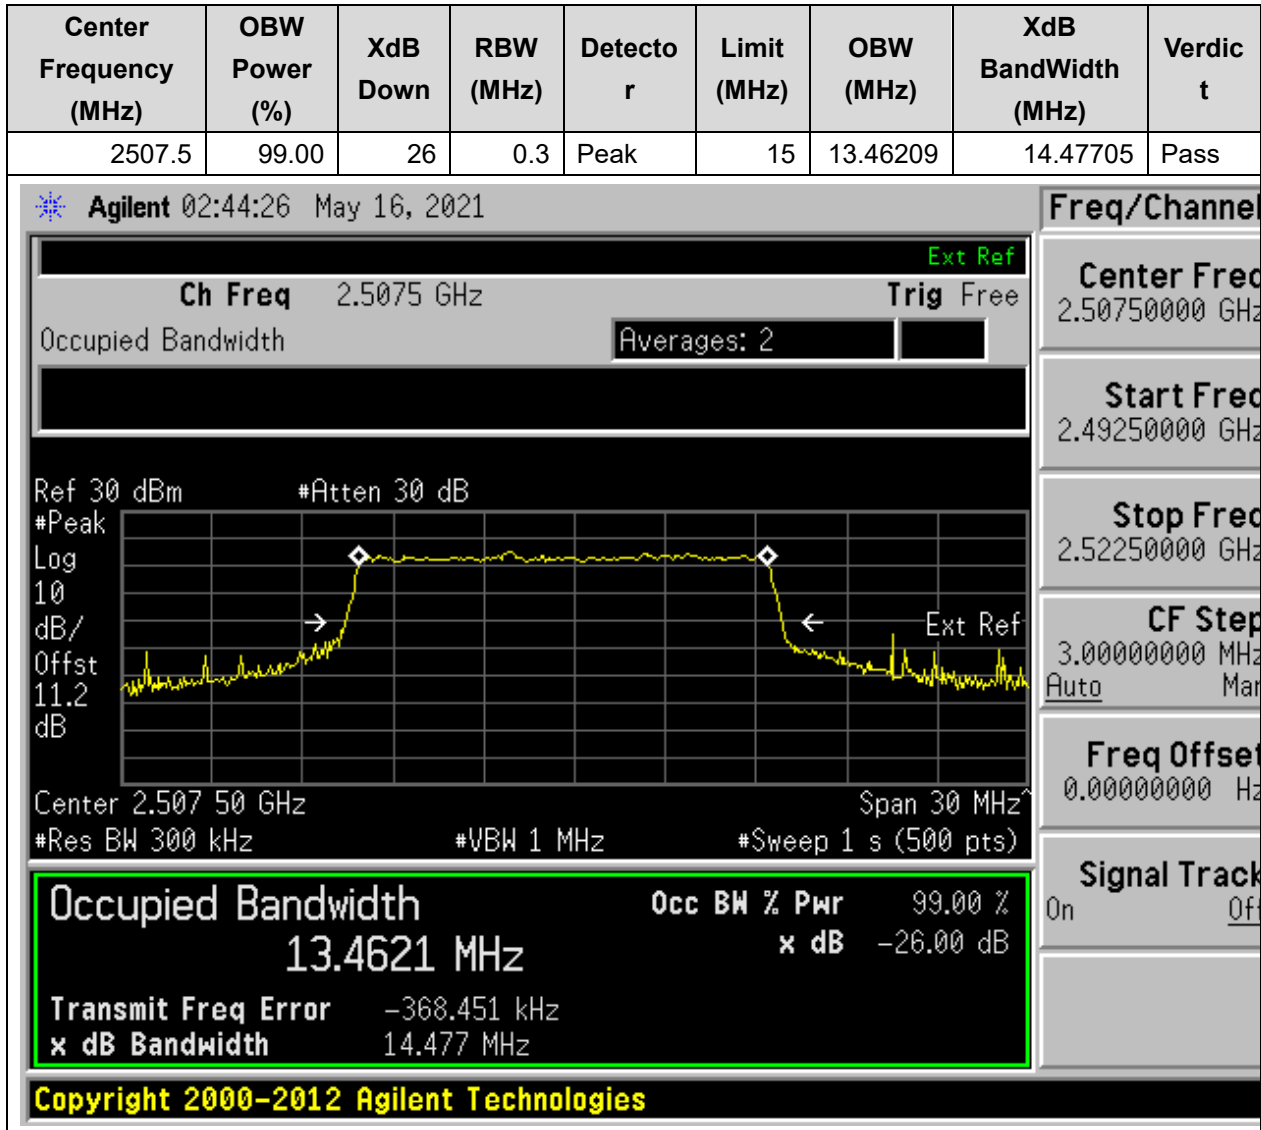 Center Frequency (MHz) OBW Power (%) XdB Down RBW (MHz) Detecto r Limit (MHz) OBW (MHz) XdB BandWidth (MHz) Verdic t
2507.5 99.00 26 0.3 Peak 15 13.46209 14.47705 Pass
Agilent 02:44:26 May 16, 2021
Ext Ref
Ch Freq 2.5075 GHz Trig Free
Occupied Bandwidth Averages: 2
Ref 30 dBm #Atten 30 dB
#Peak
Log
10
dB/
Offst
11.2
dB
Ext Ref
Center 2.507 50 GHz Span 30 MHz^
#Res BW 300 kHz #VBW 1 MHz #Sweep 1 s (500 pts)
Occupied Bandwidth Occ BW % Pwr 99.00 %
13.4621 MHz x dB -26.00 dB
Transmit Freq Error -368.451 kHz
x dB Bandwidth 14.477 MHz
Copyright 2000-2012 Agilent Technologies
Freq/Channel
Center Freq
2.50750000 GHz
Start Freq
2.49250000 GHz
Stop Freq
2.52250000 GHz
CF Step
3.00000000 MHz
Auto Man
Freq Offset
0.00000000 Hz
Signal Track
On Off